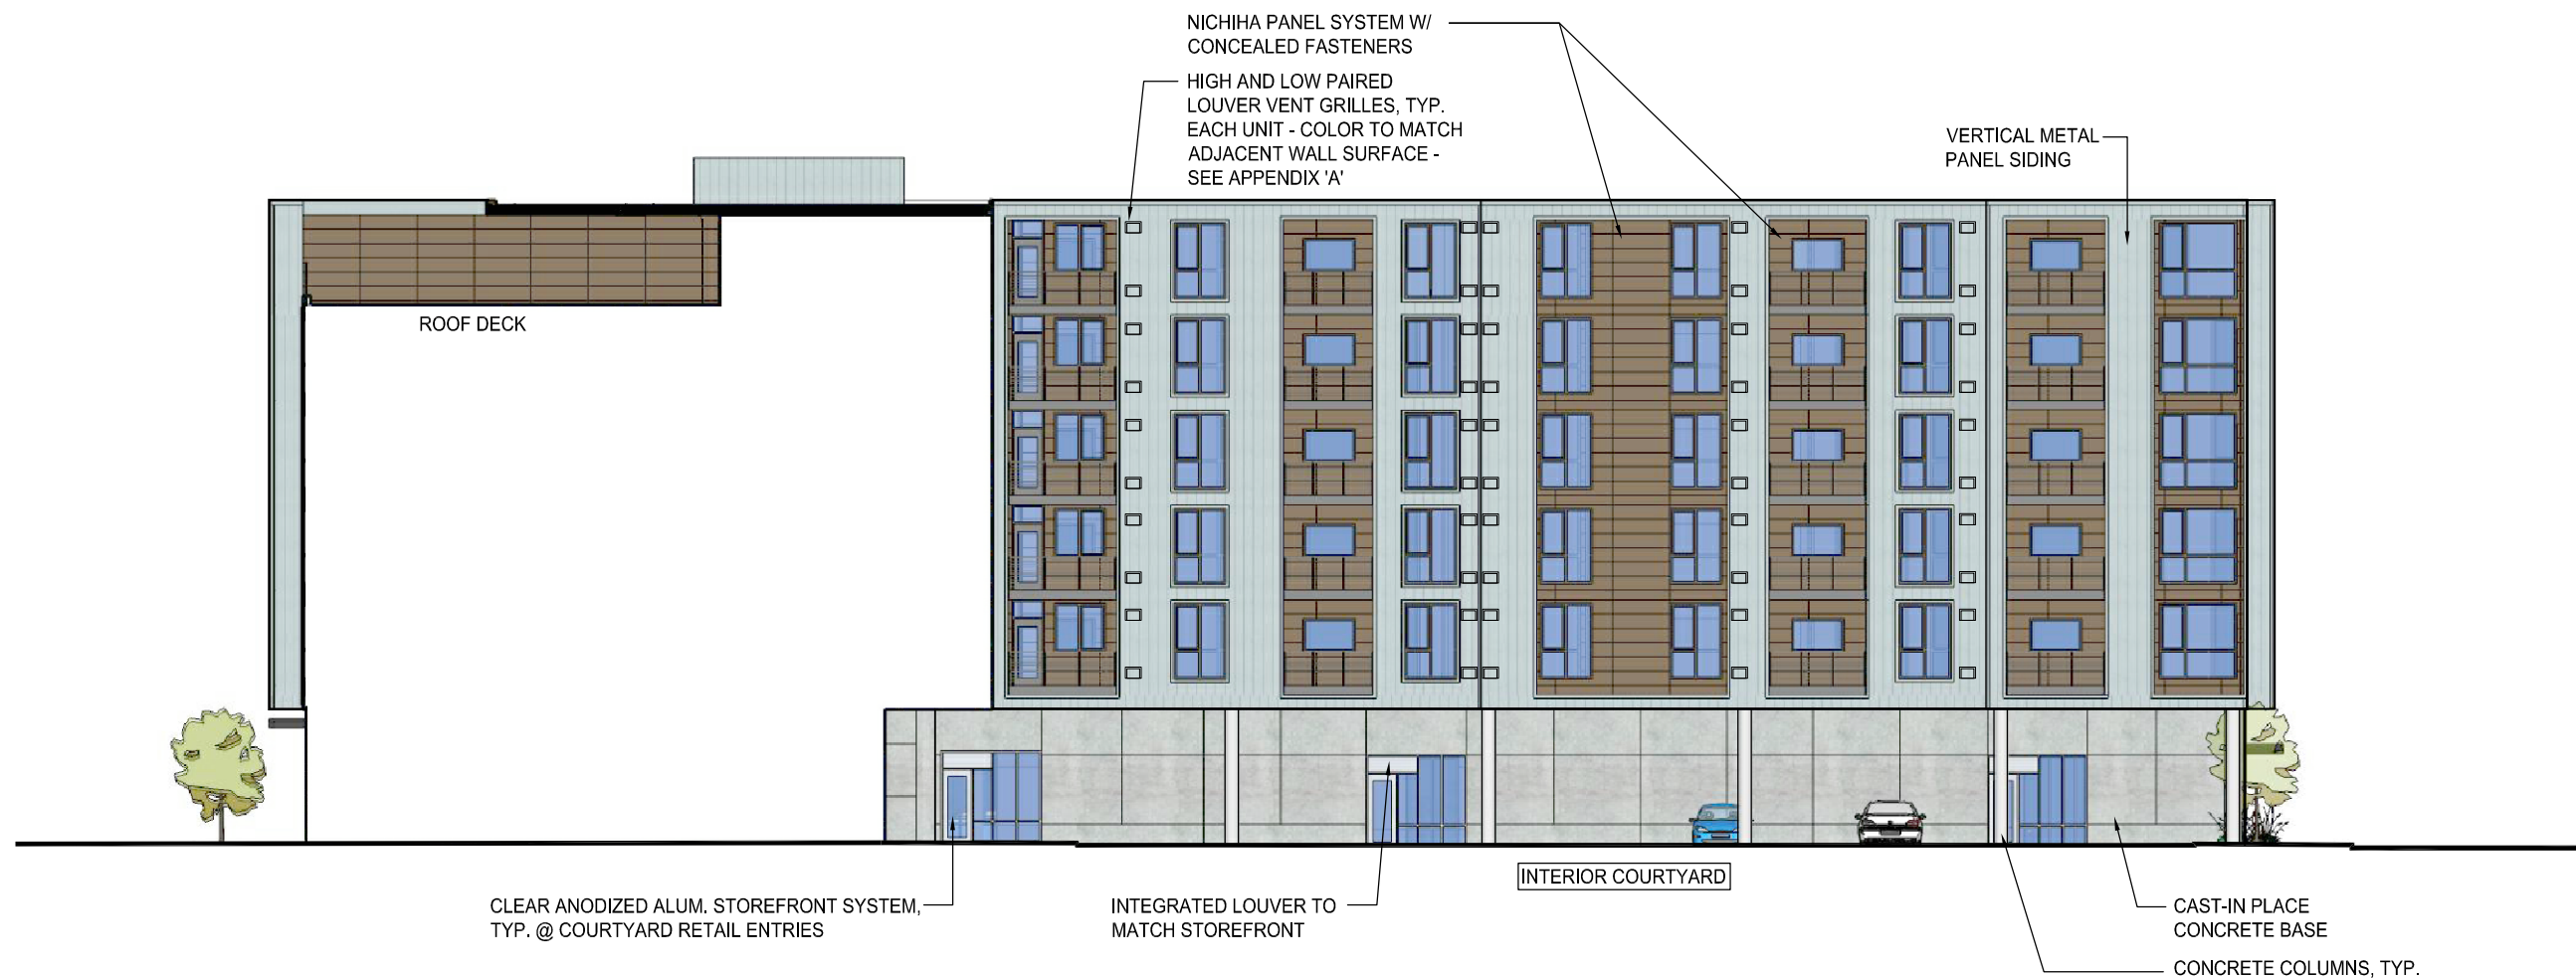 NICHIHA PANEL SYSTEM W/
CONCEALED FASTENERS
HIGH AND LOW PAIRED
LOUVER VENT GRILLES, TYP.
EACH UNIT - COLOR TO MATCH
ADJACENT WALL SURFACE -
SEE APPENDIX 'A'
VERTICAL METAL
PANEL SIDING
ROOF DECK
INTERIOR COURTYARD
CLEAR ANODIZED ALUM. STOREFRONT SYSTEM,
TYP. @ COURTYARD RETAIL ENTRIES
INTEGRATED LOUVER TO
MATCH STOREFRONT
CAST-IN PLACE
CONCRETE BASE
CONCRETE COLUMNS, TYP.